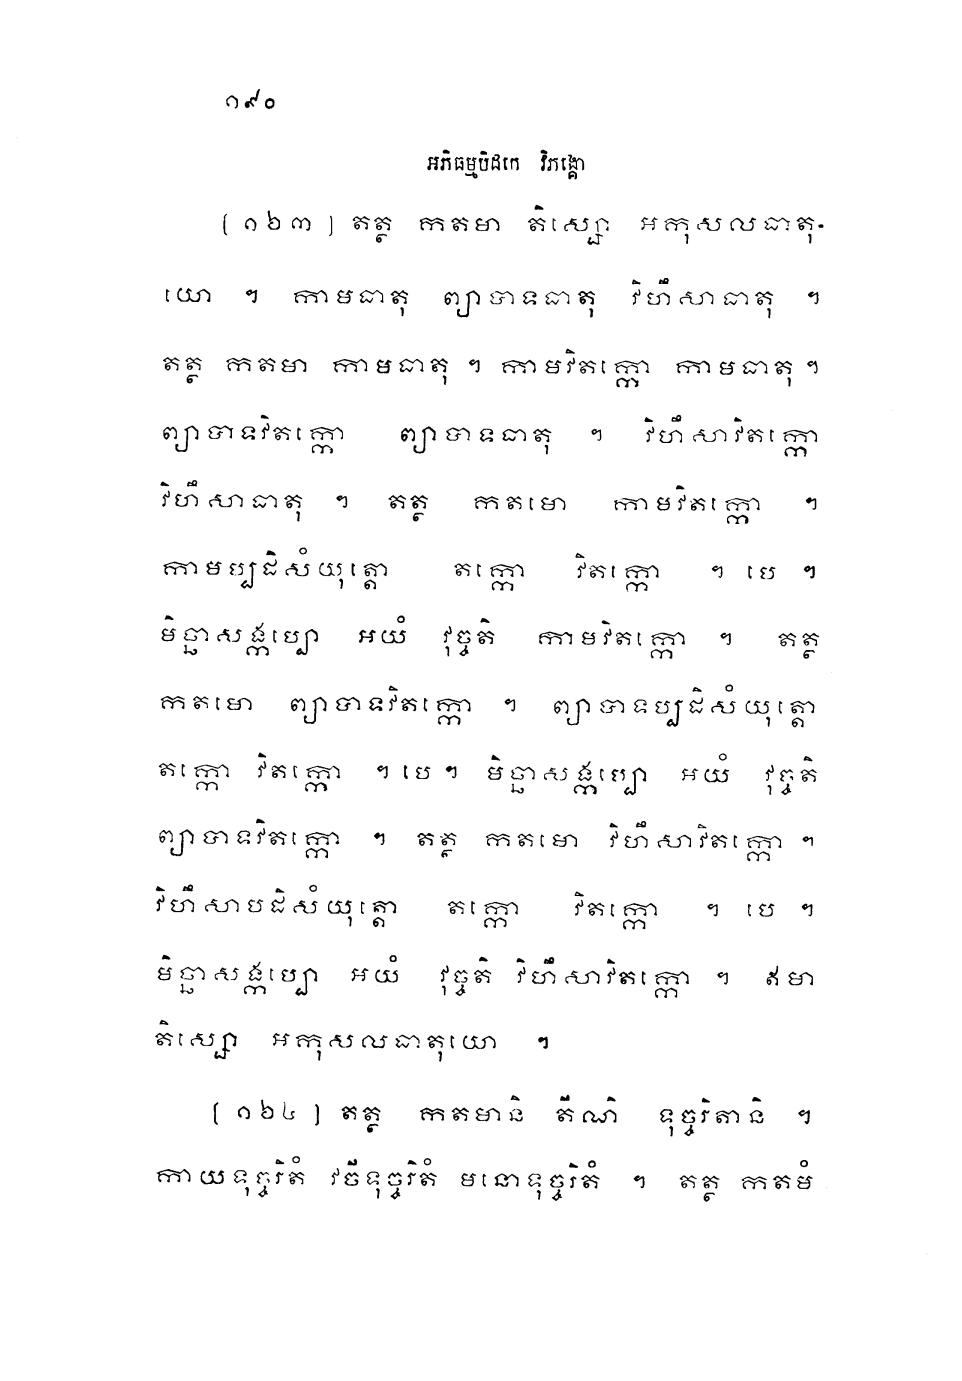 ១៩០
អភិធម្មបិដកេ វិភង្គោ
(១៦៣) តត្ថ កតមា តិស្សោ អកុសលធាតុ-
យោ ។ កាមធាតុ ព្យាបាទធាតុ វិហឹសាធាតុ ។
តត្ថ កតមា កាមធាតុ ។ កាមវិតក្កោ កាមធាតុ ។
ព្យាបាទវិតក្កោ ព្យាបាទធាតុ ។ វិហឹសាវិតក្កោ
វិហឹសាធាតុ ។ តត្ថ កតមោ កាមវិតក្កោ ។
កាមប្បដិសំយុត្តោ តក្កោ វិតក្កោ ។ បេ ។
មិច្ឆាសង្កប្បោ អយំ វុច្ចតិ កាមវិតក្កោ ។ តត្ថ
កតមោ ព្យាបាទវិតក្កោ ។ ព្យាបាទប្បដិសំយុត្តោ
តក្កោ វិតក្កោ ។ បេ ។ មិច្ឆាសង្កប្បោ អយំ វុច្ចតិ
ព្យាបាទវិតក្កោ ។ តត្ថ កតមោ វិហឹសាវិតក្កោ ។
វិហឹសាបដិសំយុត្តោ តក្កោ វិតក្កោ ។ បេ ។
មិច្ឆាសង្កប្បោ អយំ វុច្ចតិ វិហឹសាវិតក្កោ ។ ឥមា
តិស្សោ អកុសលធាតុយោ ។
(១៦៤) តត្ថ កតមានិ តីណិ ទុច្ចរិតានិ ។
កាយទុច្ចរិតំ វចីទុច្ចរិតំ មនោទុច្ចរិតំ ។ តត្ថ កតមំ